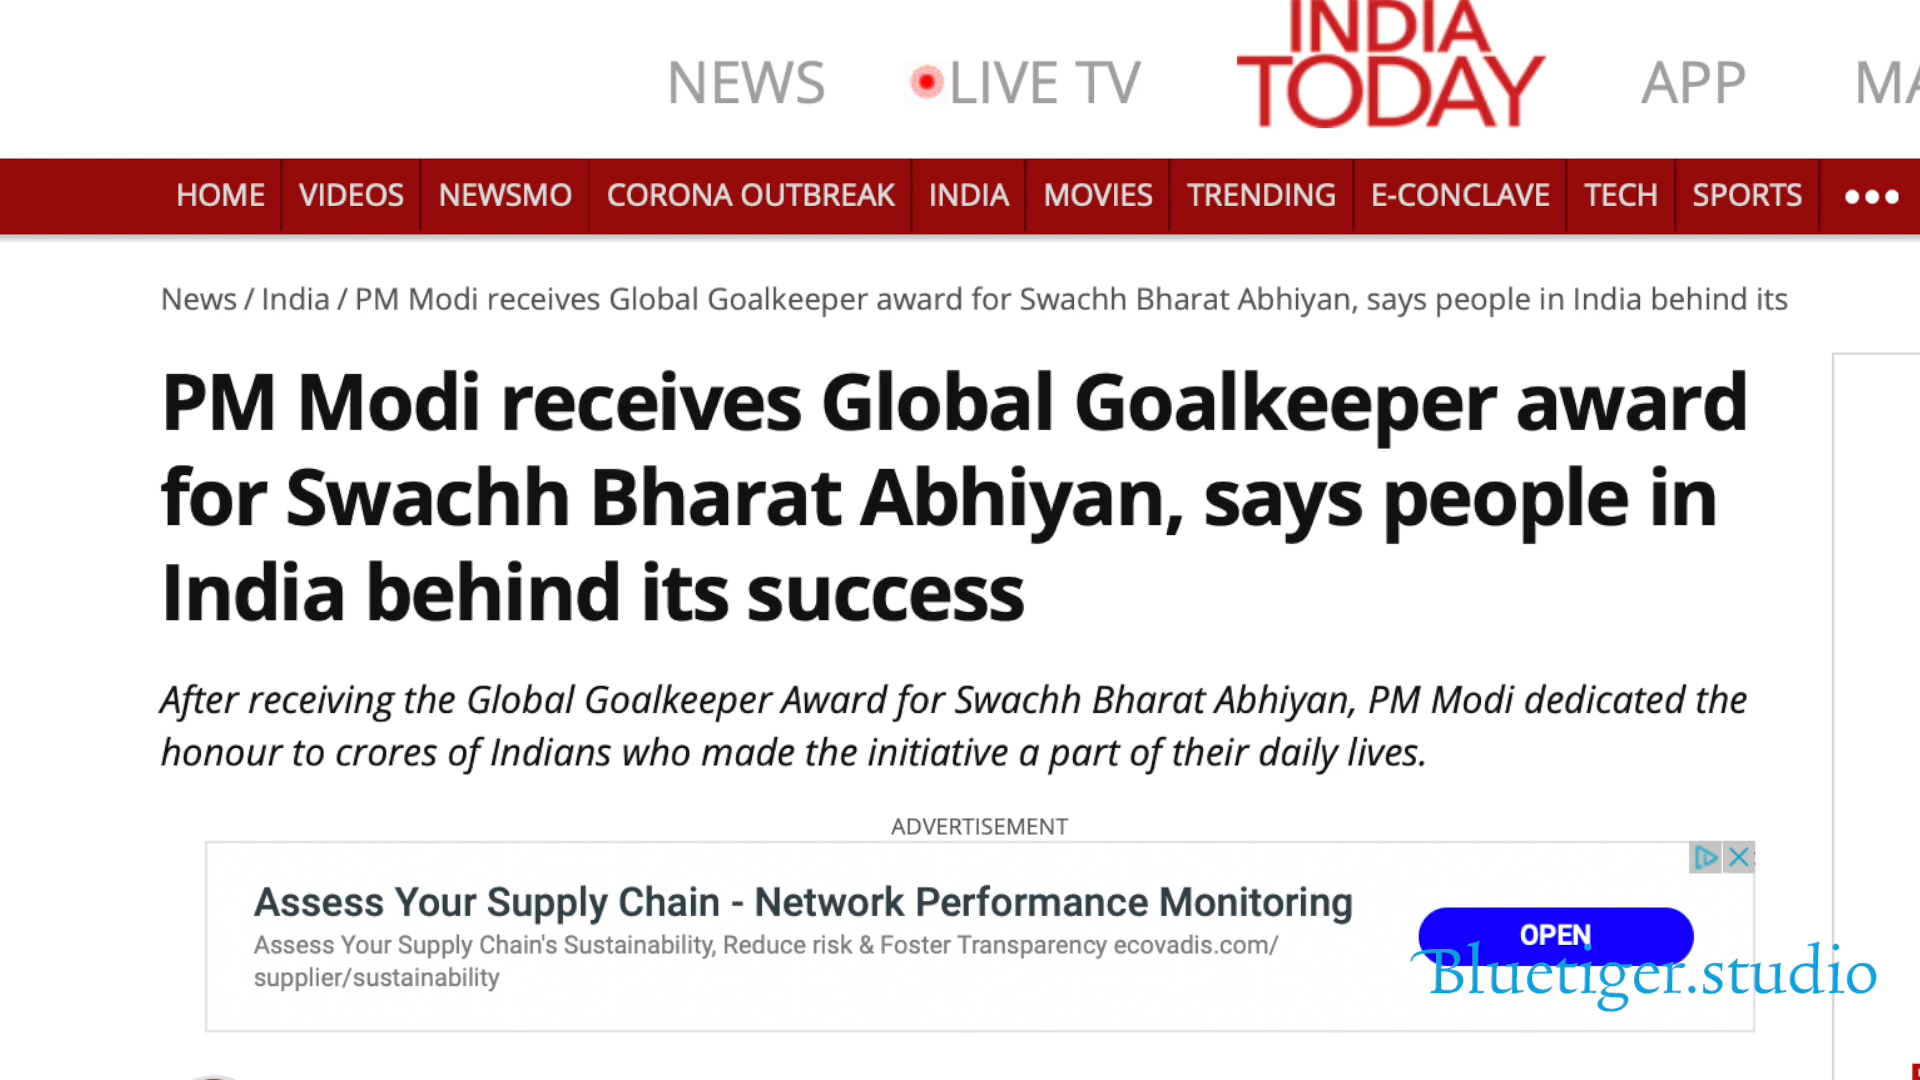 INDIA
NEWS LIVE TV TODAY APP MA
HOME VIDEOS NEWSMO CORONA OUTBREAK INDIA MOVIES TRENDING E-CONCLAVE TECH SPORTS
News / India / PM Modi receives Global Goalkeeper award for Swachh Bharat Abhiyan, says people in India behind its
PM Modi receives Global Goalkeeper award
for Swachh Bharat Abhiyan, says people in
India behind its success
After receiving the Global Goalkeeper Award for Swachh Bharat Abhiyan, PM Modi dedicated the
honour to crores of Indians who made the initiative a part of their daily lives.
ADVERTISEMENT
Assess Your Supply Chain - Network Performance Monitoring
Assess Your Supply Chain's Sustainability, Reduce risk & Foster Transparency ecovadis.com/
supplier/sustainability
OPEN
Bluetiger.studio